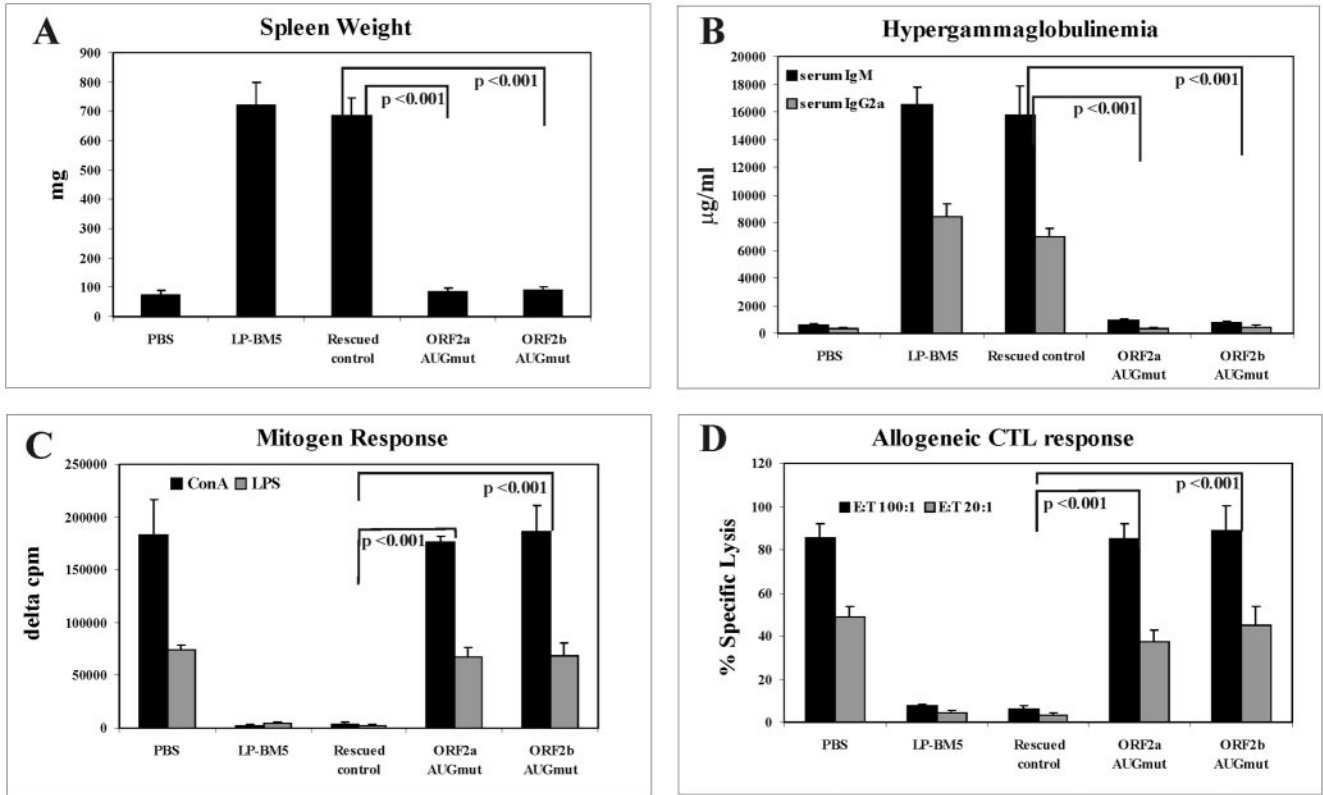 A
Spleen Weight
900
800
700
600
500
400
300
200
100
0
mg
p <0.001
p <0.001
PBS
LP-BM5
Rescued
control
ORF2a
AUGmut
ORF2b
AUGmut
B
Hypergammaglobulinemia
20000
18000
16000
14000
12000
10000
8000
6000
4000
2000
0
µg/ml
serum IgM
serum IgG2a
p <0.001
p <0.001
PBS
LP-BM5
Rescued control
ORF2a
AUGmut
ORF2b
AUGmut
C
Mitogen Response
250000
200000
150000
100000
50000
0
delta cpm
ConA
LPS
p <0.001
p <0.001
PBS
LP-BM5
Rescued
control
ORF2a
AUGmut
ORF2b
AUGmut
D
Allogeneic CTL response
120
100
80
60
40
20
0
% Specific Lysis
E:T 100:1
E:T 20:1
p <0.001
p <0.001
PBS
LP-BM5
Rescued
control
ORF2a
AUGmut
ORF2b
AUGmut